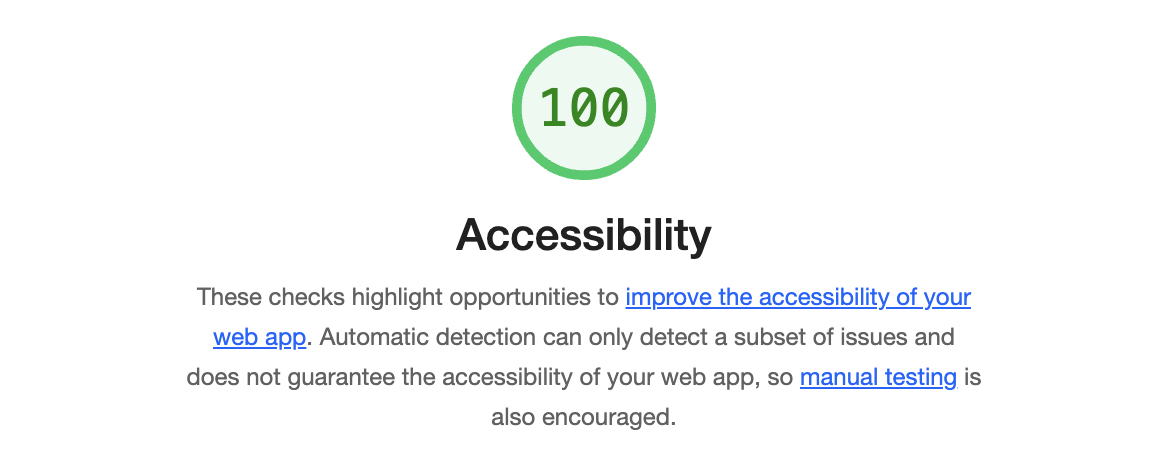 100
Accessibility
These checks highlight opportunities to improve the accessibility of your
web app. Automatic detection can only detect a subset of issues and
does not guarantee the accessibility of your web app, so manual testing is
also encouraged.